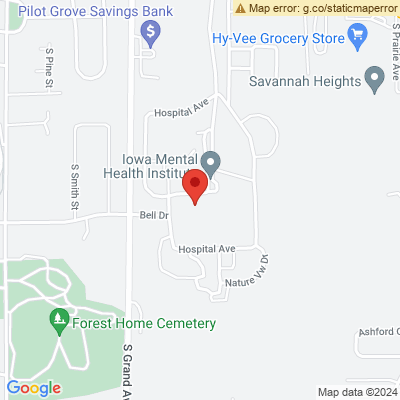 Map error: g.co/staticmaperror
Pilot Grove Savings Bank
Hy-Vee Grocery Store
S Prairie Ave
S Pine St
Savannah Heights
Hospital Ave
Iowa Mental
Health Institute
S Smith St
Bell Dr
Hospital Ave
Nature Vw Dr
Forest Home Cemetery
Ashford
S Grand Av
Google
Map data ©2024